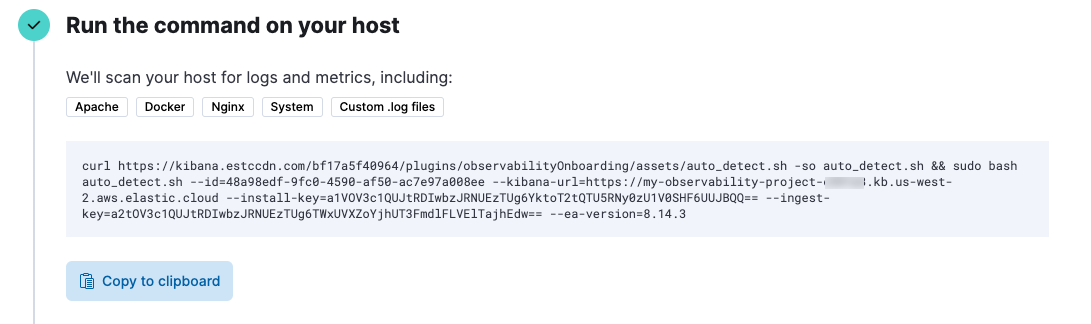 Run the command on your host
We'll scan your host for logs and metrics, including:
Apache Docker Nginx System Custom .log files
curl https://kibana.estccdn.com/bf17a5f40964/plugins/observabilityOnboarding/assets/auto_detect.sh -so auto_detect.sh && sudo bash
auto_detect.sh --id=48a98edf-9fc0-4590-af50-ac7e97a008ee --kibana-url=https://my-observability-project-.kb.us-west-
2.aws.elastic.cloud --install-key=a1VOV3c1QUJtRDIwbzJRNUEzTUg6YktoT2tQTU5RNy0zU1V0SHF6UUJBQQ== --ingest-
key=a2tOV3c1QUJtRDIwbzJRNUEzTUg6TWxUVXZoYjhUT3FmdlFLVElTajhEdw== --ea-version=8.14.3
Copy to clipboard